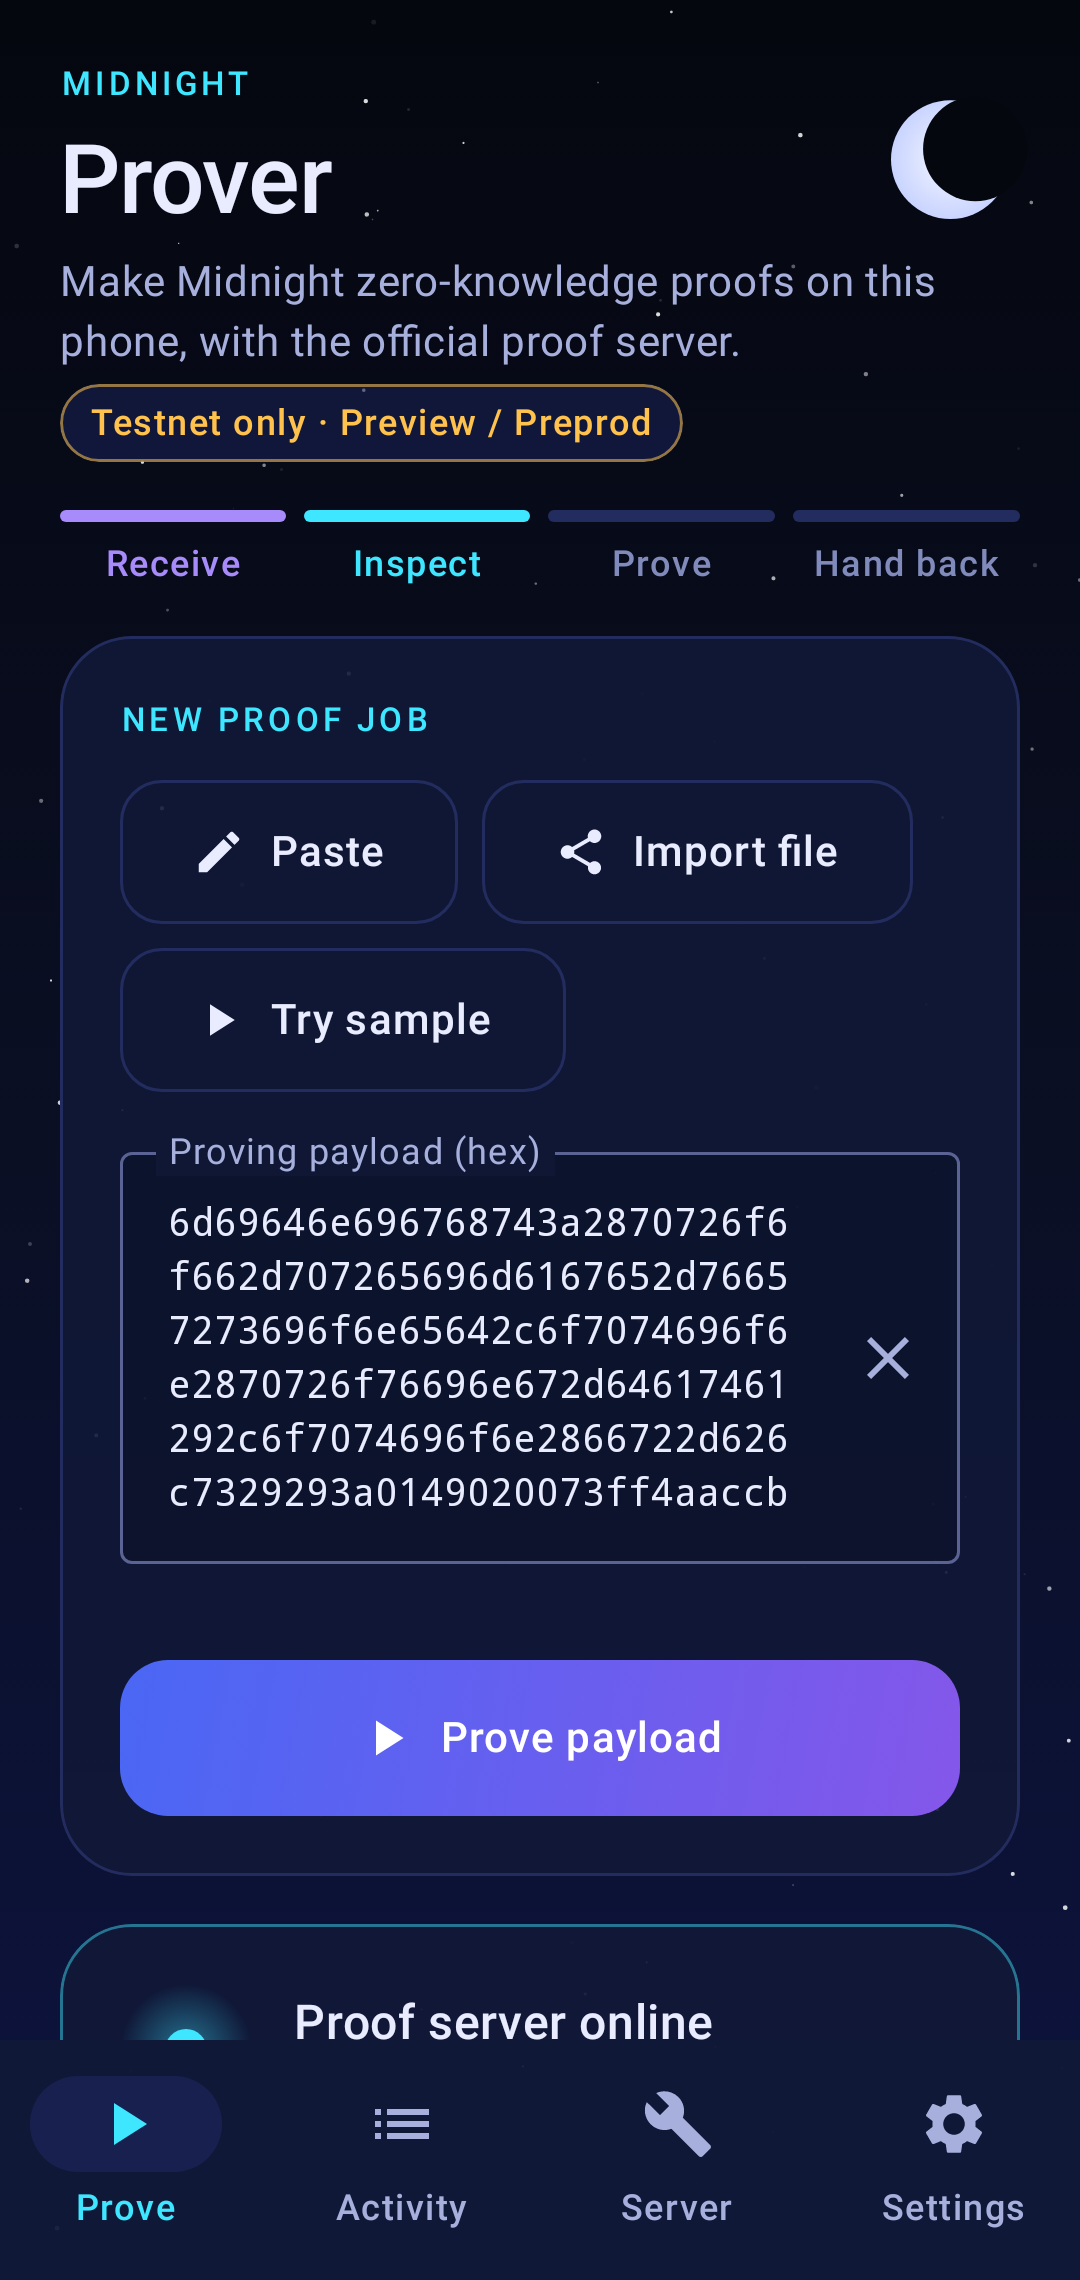 MIDNIGHT
Prover
Make Midnight zero-knowledge proofs on this
phone, with the official proof server.
Testnet only · Preview / Preprod
Receive
Inspect
Prove
Hand back
NEW PROOF JOB
Paste
Import file
Try sample
Proving payload (hex)
6d69646e696768743a2870726f6
f662d707265696d6167652d7665
7273696f6e65642c6f7074696f6
e2870726f76696e672d64617461
292c6f7074696f6e2866722d626
c7329293a0149020073ff4aaccb
Prove payload
Proof server online
Prove
Activity
Server
Settings